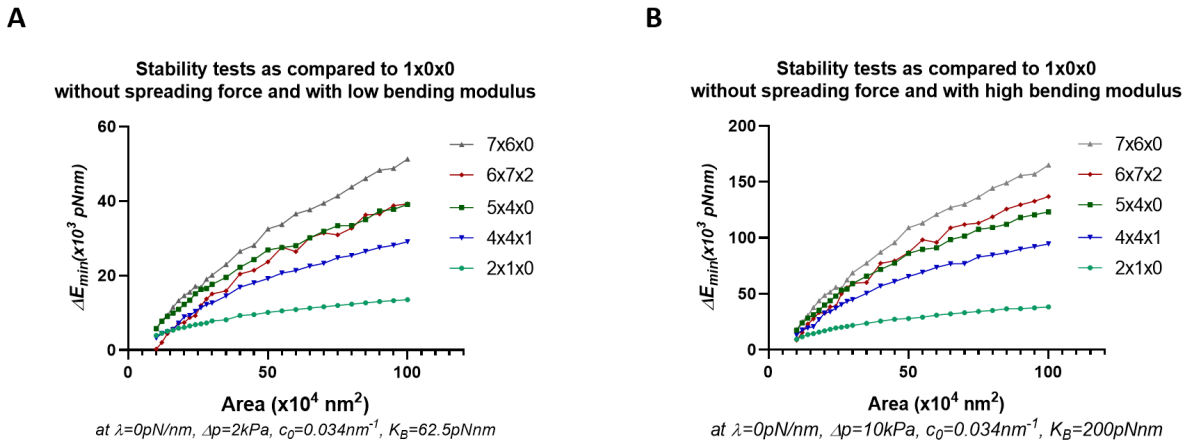 A
Stability tests as compared to 1x0x0
without spreading force and with low bending modulus
ΔEmin(x10³ pNnm)
60
40
20
0
0
50
100
7x6x0
6x7x2
5x4x0
4x4x1
2x1x0
Area (x10⁴ nm²)
at λ=0pN/nm, Δp=2kPa, c₀=0.034nm⁻¹, K_B=62.5pNnm
B
Stability tests as compared to 1x0x0
without spreading force and with high bending modulus
ΔEmin(x10³ pNnm)
200
150
100
50
0
0
50
100
7x6x0
6x7x2
5x4x0
4x4x1
2x1x0
Area (x10⁴ nm²)
at λ=0pN/nm, Δp=10kPa, c₀=0.034nm⁻¹, K_B=200pNnm